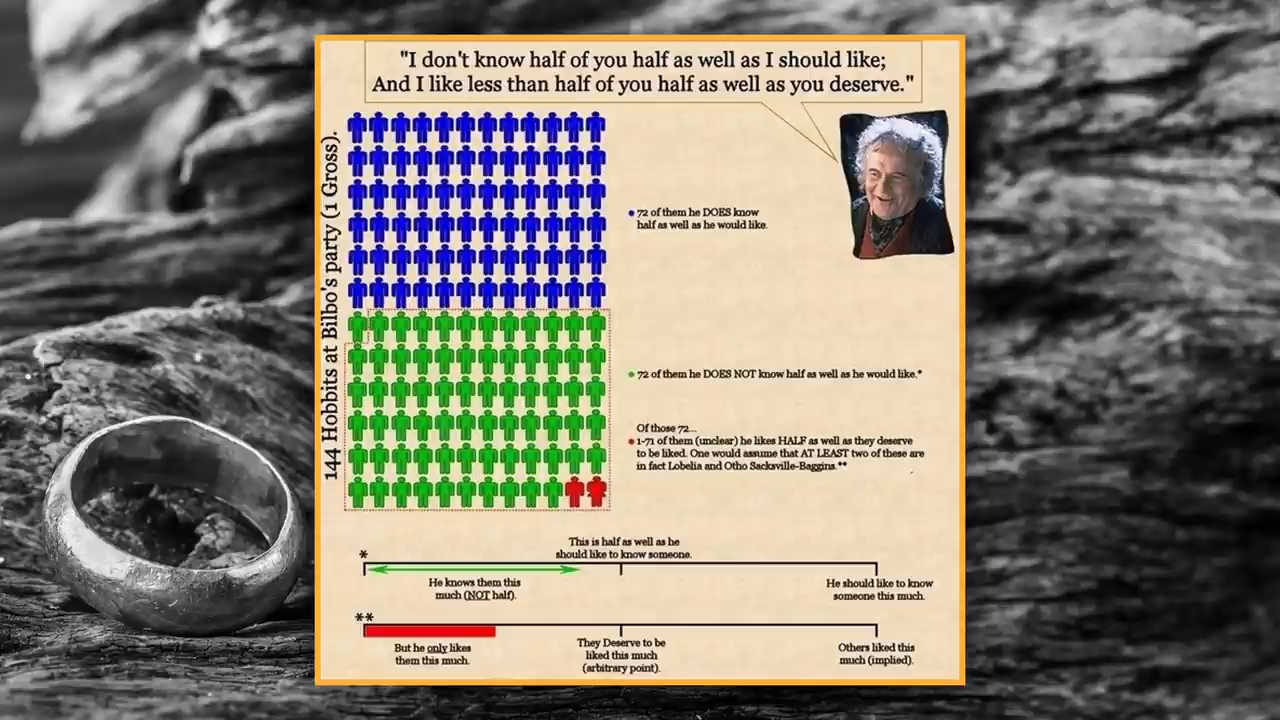 "I don't know half of you half as well as I should like;
And I like less than half of you half as well as you deserve."
144 Hobbits at Bilbo's party (1 Gross).
72 of them he DOES know
half as well as he would like.
72 of them he DOES NOT know half as well as he would like.*
Of those 72...
1-71 of them (unclear) he likes HALF as well as they deserve
to be liked. One would assume that AT LEAST two of these are
in fact Lobelia and Otho Sacksville-Baggins.**
This is half as well as he
should like to know someone.
*
He knows them this
much (NOT half).
He should like to know
someone this much.
**
But he only likes
them this much.
They Deserve to be
liked this much
(arbitrary point).
Others liked this
much (implied).